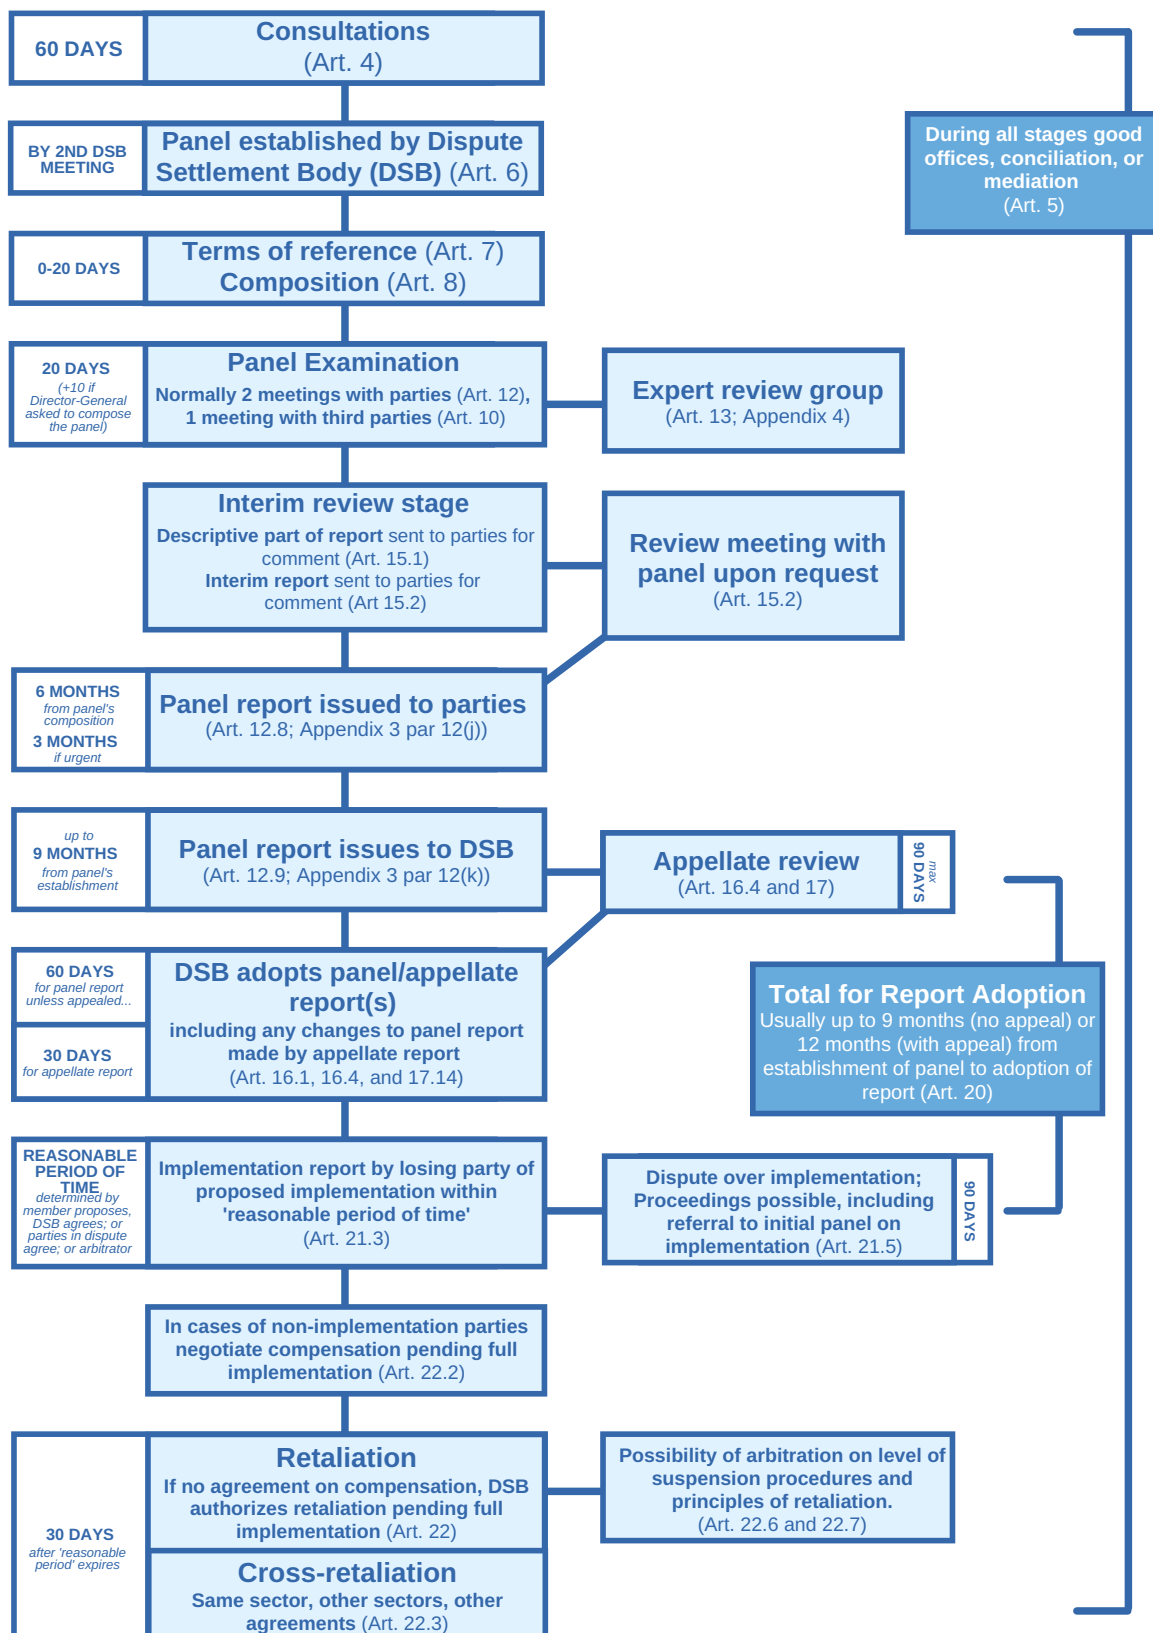 60 DAYS
Consultations
(Art. 4)
BY 2ND DSB
MEETING
Panel established by Dispute
Settlement Body (DSB) (Art. 6)
During all stages good
offices, conciliation, or
mediation
(Art. 5)
0-20 DAYS
Terms of reference (Art. 7)
Composition (Art. 8)
20 DAYS
(+10 if
Director-General
asked to compose
the panel)
Panel Examination
Normally 2 meetings with parties (Art. 12),
1 meeting with third parties (Art. 10)
Expert review group
(Art. 13; Appendix 4)
Interim review stage
Descriptive part of report sent to parties for
comment (Art. 15.1)
Interim report sent to parties for
comment (Art 15.2)
Review meeting with
panel upon request
(Art. 15.2)
6 MONTHS
from panel's
composition
3 MONTHS
if urgent
Panel report issued to parties
(Art. 12.8; Appendix 3 par 12(j))
up to
9 MONTHS
from panel's
establishment
Panel report issues to DSB
(Art. 12.9; Appendix 3 par 12(k))
Appellate review
(Art. 16.4 and 17)
max
90 DAYS
60 DAYS
for panel report
unless appealed...
30 DAYS
for appellate report
DSB adopts panel/appellate
report(s)
including any changes to panel report
made by appellate report
(Art. 16.1, 16.4, and 17.14)
Total for Report Adoption
Usually up to 9 months (no appeal) or
12 months (with appeal) from
establishment of panel to adoption of
report (Art. 20)
REASONABLE
PERIOD OF
TIME
determined by
member proposes,
DSB agrees; or
parties in dispute
agree; or arbitrator
Implementation report by losing party of
proposed implementation within
'reasonable period of time'
(Art. 21.3)
Dispute over implementation;
Proceedings possible, including
referral to initial panel on
implementation (Art. 21.5)
90 DAYS
In cases of non-implementation parties
negotiate compensation pending full
implementation (Art. 22.2)
30 DAYS
after 'reasonable
period' expires
Retaliation
If no agreement on compensation, DSB
authorizes retaliation pending full
implementation (Art. 22)
Possibility of arbitration on level of
suspension procedures and
principles of retaliation.
(Art. 22.6 and 22.7)
Cross-retaliation
Same sector, other sectors, other
agreements (Art. 22.3)